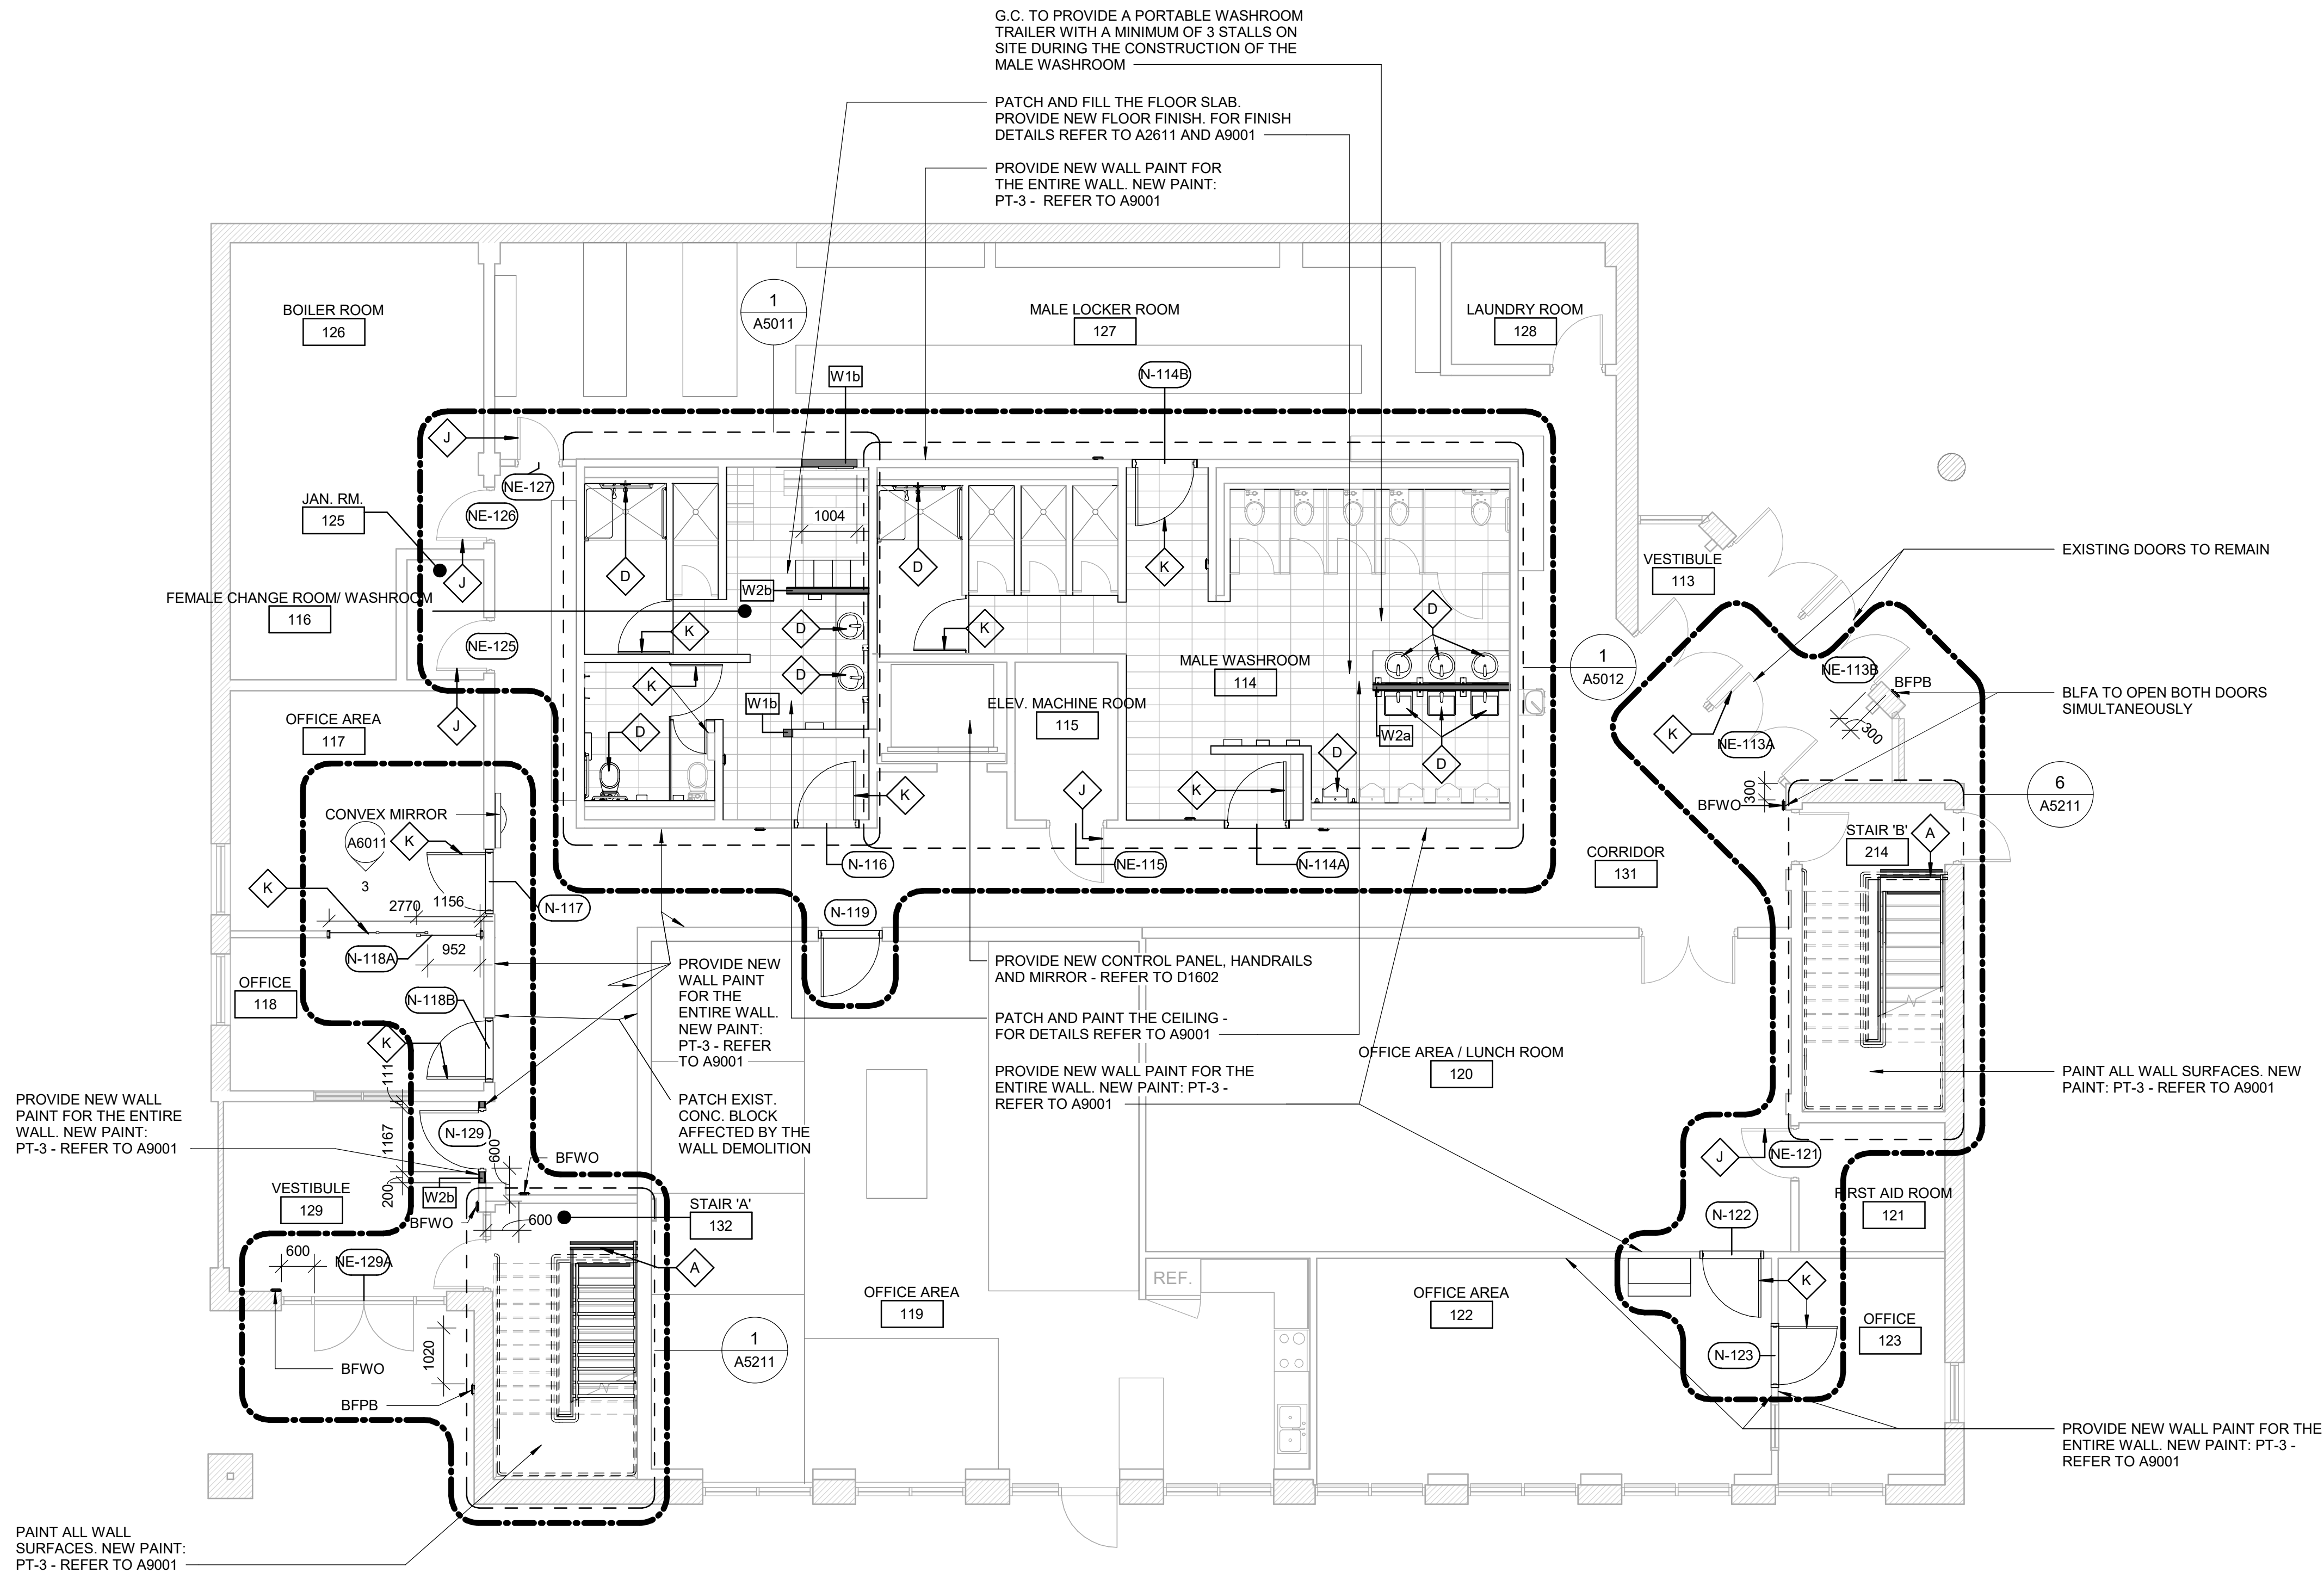 G.C. TO PROVIDE A PORTABLE WASHROOM
TRAILER WITH A MINIMUM OF 3 STALLS ON
SITE DURING THE CONSTRUCTION OF THE
MALE WASHROOM
PATCH AND FILL THE FLOOR SLAB.
PROVIDE NEW FLOOR FINISH. FOR FINISH
DETAILS REFER TO A2611 AND A9001
PROVIDE NEW WALL PAINT FOR
THE ENTIRE WALL. NEW PAINT:
PT-3 - REFER TO A9001
BOILER ROOM
126
1
A5011
MALE LOCKER ROOM
127
LAUNDRY ROOM
128
W1b
N-114B
J
NE-127
JAN. RM.
125
NE-126
1004
J
D
D
K
W2b
FEMALE CHANGE ROOM/ WASHROOM
116
NE-125
K
D
K
D
D
K
W1b
J
D
MALE WASHROOM
114
1
A5012
ELEV. MACHINE ROOM
115
W2a
D
D
K
J
K
N-116
NE-115
N-114A
VESTIBULE
113
EXISTING DOORS TO REMAIN
NE-113B
BFPB
BLFA TO OPEN BOTH DOORS
SIMULTANEOUSLY
K
NE-113A
300
300
BFWO
6
A5211
STAIR 'B'
214
A
CORRIDOR
131
OFFICE AREA
117
CONVEX MIRROR
A6011
3
K
K
2770
1156
N-117
N-118A
952
N-119
OFFICE
118
N-118B
K
111
PROVIDE NEW
WALL PAINT
FOR THE
ENTIRE WALL.
NEW PAINT:
PT-3 - REFER
TO A9001
PATCH EXIST.
CONC. BLOCK
AFFECTED BY THE
WALL DEMOLITION
PROVIDE NEW CONTROL PANEL, HANDRAILS
AND MIRROR - REFER TO D1602
PATCH AND PAINT THE CEILING -
FOR DETAILS REFER TO A9001
PROVIDE NEW WALL PAINT FOR THE
ENTIRE WALL. NEW PAINT: PT-3 -
REFER TO A9001
OFFICE AREA / LUNCH ROOM
120
PAINT ALL WALL SURFACES. NEW
PAINT: PT-3 - REFER TO A9001
PROVIDE NEW WALL
PAINT FOR THE ENTIRE
WALL. NEW PAINT:
PT-3 - REFER TO A9001
N-129
1167
600
BFWO
200
W2b
BFWO
600
VESTIBULE
129
STAIR 'A'
132
600
NE-129A
A
J
NE-121
FIRST AID ROOM
121
N-122
K
REF.
OFFICE AREA
119
OFFICE AREA
122
OFFICE
123
N-123
1
A5211
1020
BFWO
BFPB
PROVIDE NEW WALL PAINT FOR THE
ENTIRE WALL. NEW PAINT: PT-3 -
REFER TO A9001
PAINT ALL WALL
SURFACES. NEW PAINT:
PT-3 - REFER TO A9001